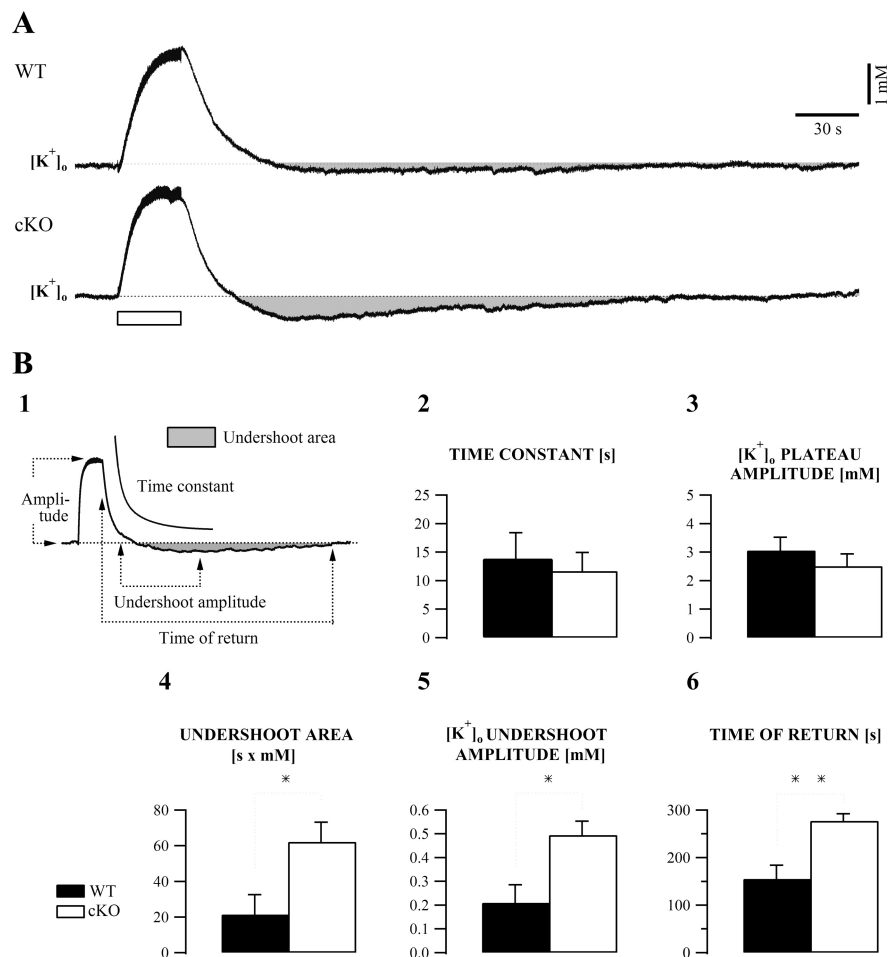 A
WT
1 mM
30 s
[K+]o
cKO
[K+]o
B
1
2
3
Undershoot area
Time constant
Ampli-
tude
Undershoot amplitude
Time of return
TIME CONSTANT [s]
25
20
15
10
5
0
[K+]o PLATEAU
AMPLITUDE [mM]
5
4
3
2
1
0
4
5
6
UNDERSHOOT AREA
[s x mM]
*
80
60
40
20
0
WT
cKO
[K+]o UNDERSHOOT
AMPLITUDE [mM]
*
0.6
0.5
0.4
0.3
0.2
0.1
0.0
TIME OF RETURN [s]
* *
300
200
100
0